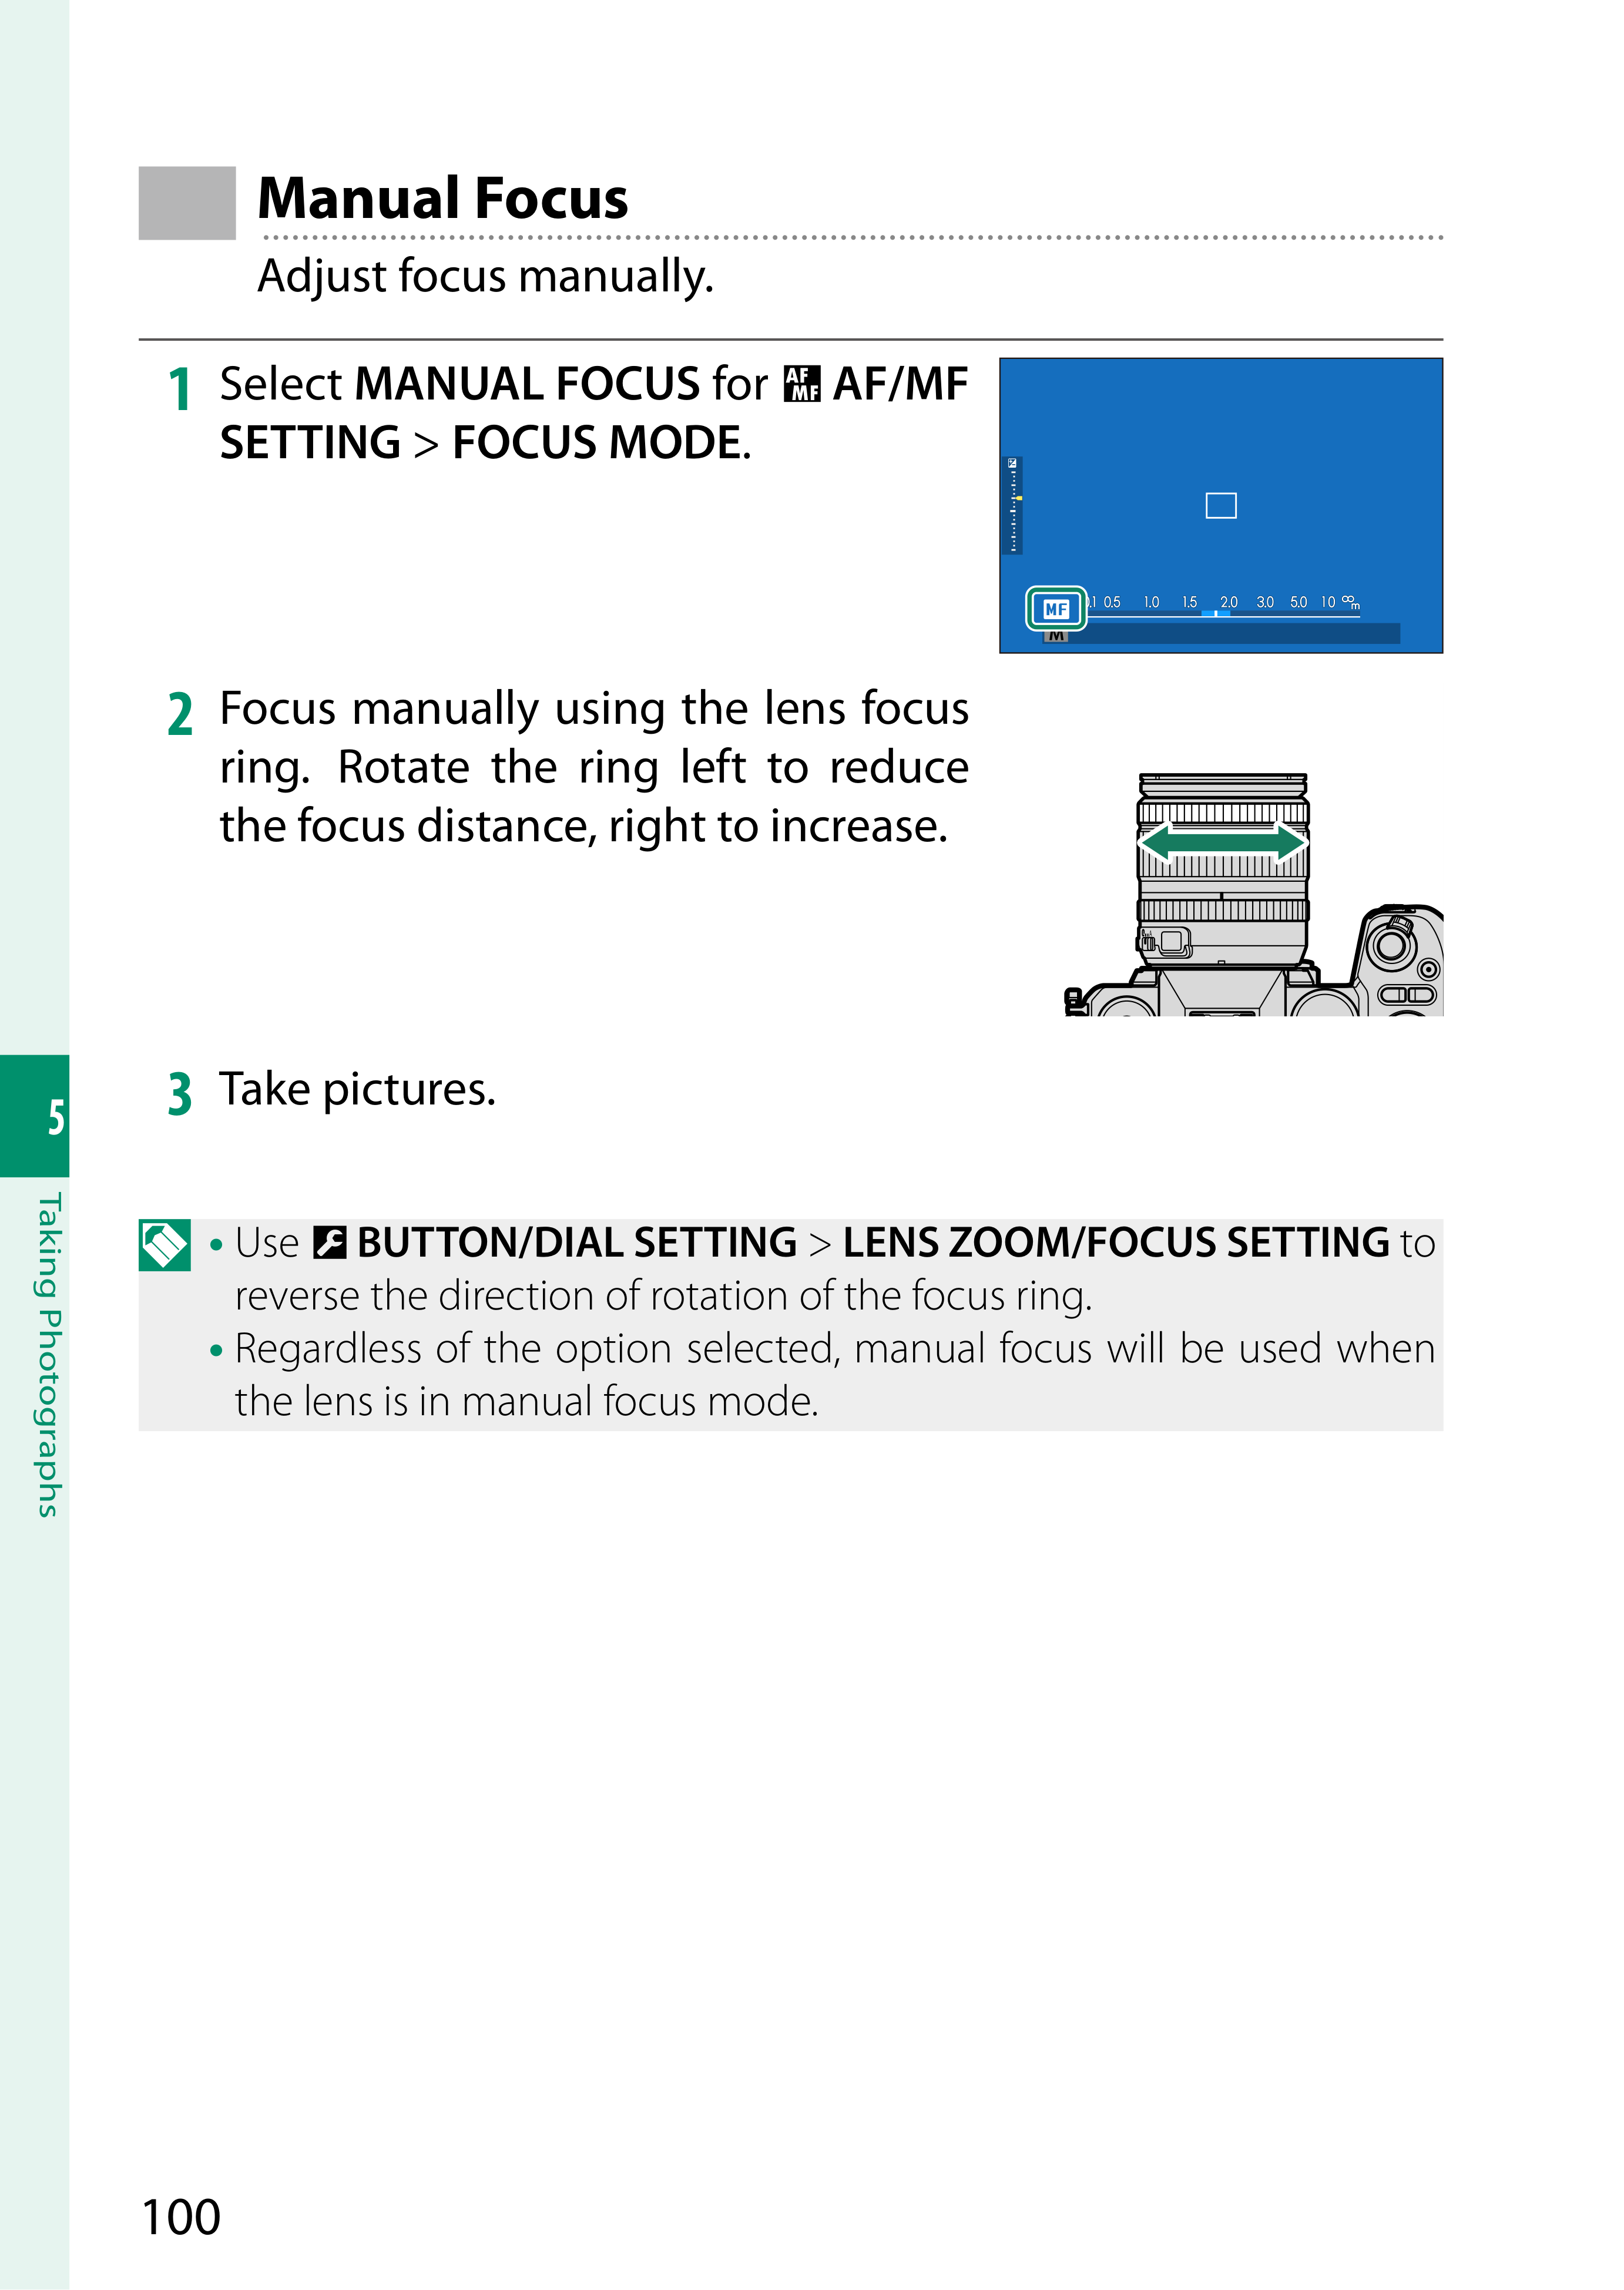 Manual Focus
Adjust focus manually.
1 Select MANUAL FOCUS for AF MF AF/MF
SETTING > FOCUS MODE.
MF 0.1 0.5 1.0 1.5 2.0 3.0 5.0 10 ∞ m
M
2 Focus manually using the lens focus
ring. Rotate the ring left to reduce
the focus distance, right to increase.
3 Take pictures.
5
Taking Photographs
• Use BUTTON/DIAL SETTING > LENS ZOOM/FOCUS SETTING to
reverse the direction of rotation of the focus ring.
• Regardless of the option selected, manual focus will be used when
the lens is in manual focus mode.
100